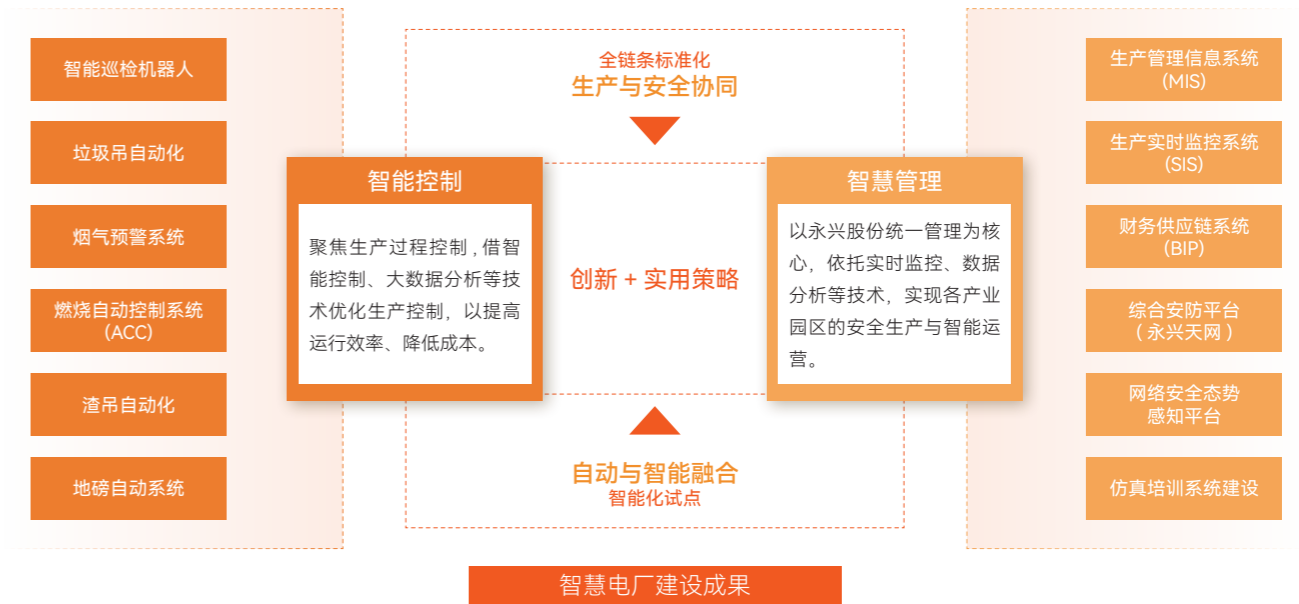 智能巡检机器人
垃圾吊自动化
烟气预警系统
燃烧自动控制系统
(ACC)
渣吊自动化
地磅自动系统
智能控制
聚焦生产过程控制,借智
能控制、大数据分析等技
术优化生产控制，以提高
运行效率、降低成本。
全链条标准化
生产与安全协同
创新 + 实用策略
自动与智能融合
智能化试点
智慧管理
以永兴股份统一管理为核
心，依托实时监控、数据
分析等技术，实现各产业
园区的安全生产与智能运
营。
生产管理信息系统
(MIS)
生产实时监控系统
(SIS)
财务供应链系统
(BIP)
综合安防平台
( 永兴天网 )
网络安全态势
感知平台
仿真培训系统建设
智慧电厂建设成果